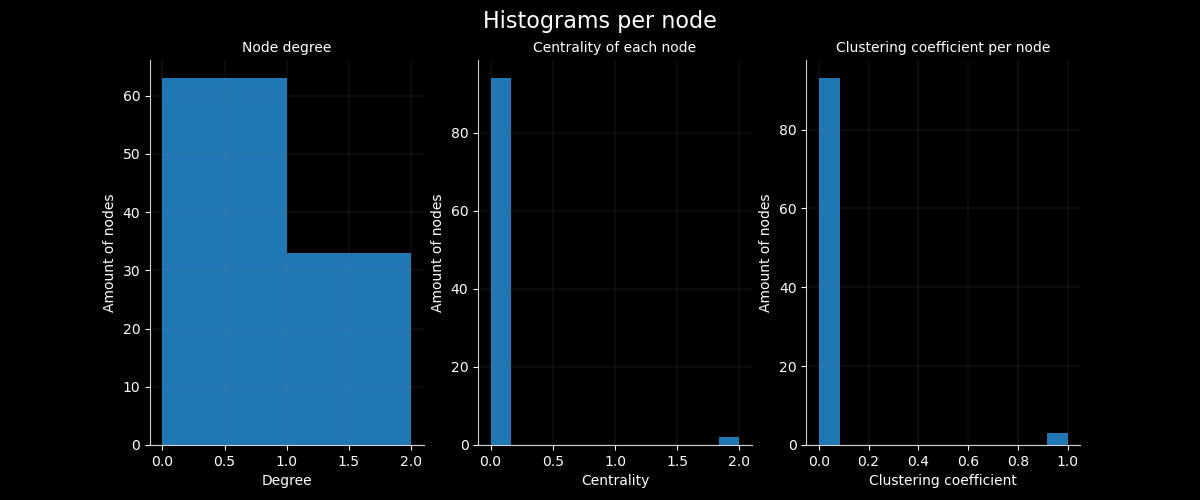 Histograms per node
Node degree
Amount of nodes
60
50
40
30
20
10
0
0.0 0.5 1.0 1.5 2.0
Degree
Centrality of each node
Amount of nodes
80
60
40
20
0
0.0 0.5 1.0 1.5 2.0
Centrality
Clustering coefficient per node
Amount of nodes
80
60
40
20
0
0.0 0.2 0.4 0.6 0.8 1.0
Clustering coefficient